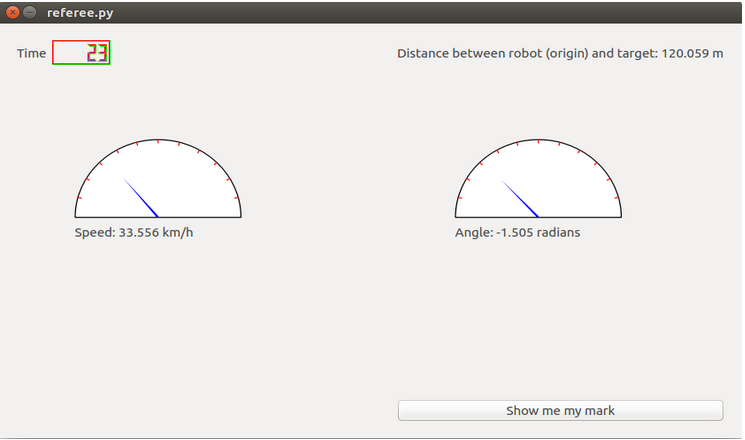 referee.py
Time 23 Distance between robot (origin) and target: 120.059 m
Speed: 33.556 km/h Angle: -1.505 radians
Show me my mark